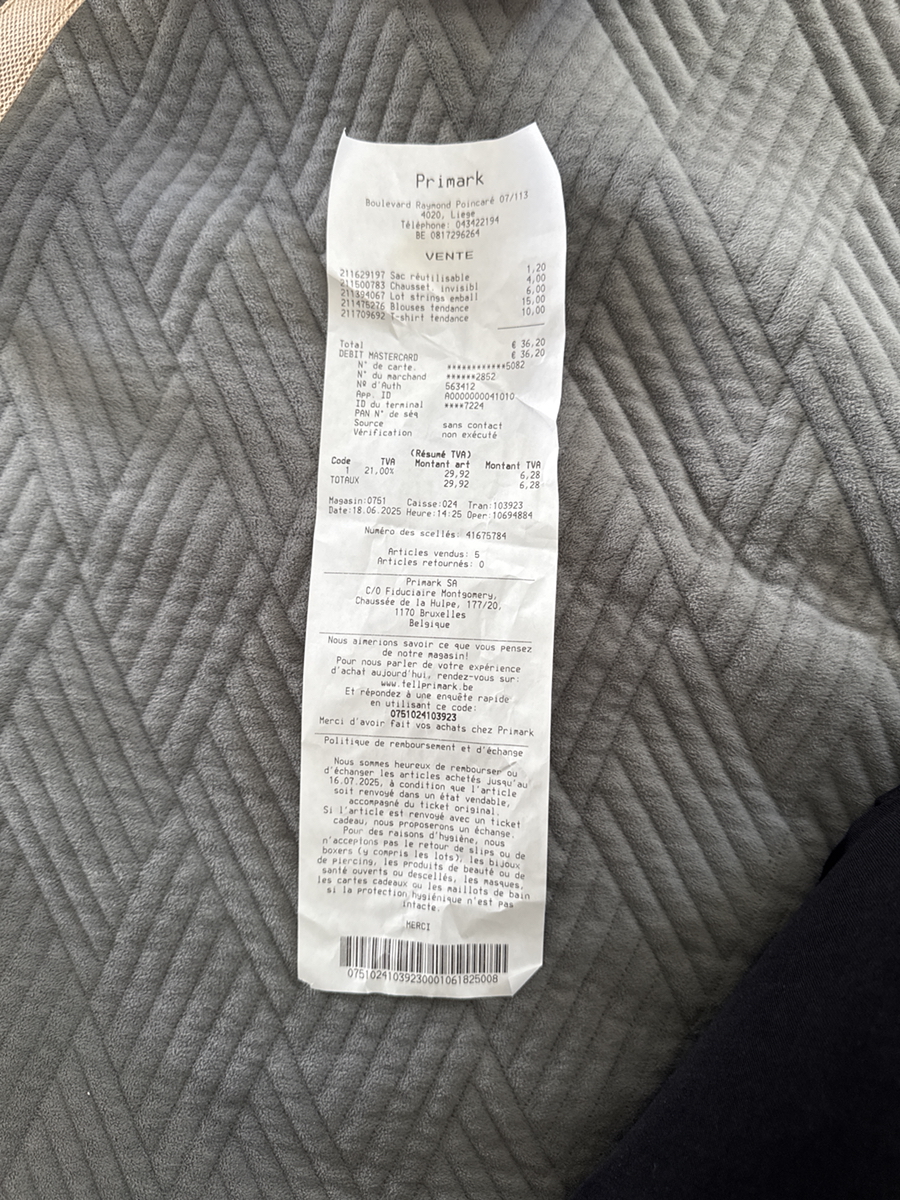 Primark
Boulevard Raymond Poincaré 07/113
4020, Liege
Téléphone: 043422194
BE 0817296264
VENTE
211629197 Sac réutilisable 1,20
211500783 Chausset. invisibl 4,00
211394067 Lot strings emball 6,00
211475276 Blouses tendance 15,00
211709692 T-shirt tendance 10,00
Total € 36,20
DEBIT MASTERCARD € 36,20
N° de carte. ************5082
N° du marchand ******2852
Nº d'Auth 563412
App. ID A0000000041010
ID du terminal ****7224
PAN N° de séq
Source sans contact
Vérification non exécuté
(Résumé TVA)
Code TVA Montant art Montant TVA
1 21,00% 29,92 6,28
TOTAUX 29,92 6,28
Magasin:0751 Caisse:024 Tran:103923
Date:18.06.2025 Heure:14:25 Oper:10694884
Numéro des scellés: 41675784
Articles vendus: 5
Articles retournés: 0
Primark SA
C/O Fiduciaire Montgomery,
Chaussée de la Hulpe, 177/20,
1170 Bruxelles
Belgique
Nous aimerions savoir ce que vous pensez
de notre magasin!
Pour nous parler de votre expérience
d'achat aujourd'hui, rendez-vous sur:
www.tellprimark.be
Et répondez à une enquête rapide
en utilisant ce code:
0751024103923
Merci d'avoir fait vos achats chez Primark
Politique de remboursement et d'échange
Nous sommes heureux de rembourser ou
d'échanger les articles achetés jusqu'au
16.07.2025, à condition que l'article
soit renvoyé dans un état vendable,
accompagné du ticket original.
Si l'article est renvoyé avec un ticket
cadeau, nous proposerons un échange.
Pour des raisons d'hygiène, nous
n'acceptons pas le retour de slips ou de
boxers (y compris les lots), les bijoux
de piercing, les produits de beauté ou de
santé ouverts ou descellés, les masques,
les cartes cadeaux ou les maillots de bain
si la protection hygiénique n'est pas
intacte.
MERCI
07510241039230001061825008